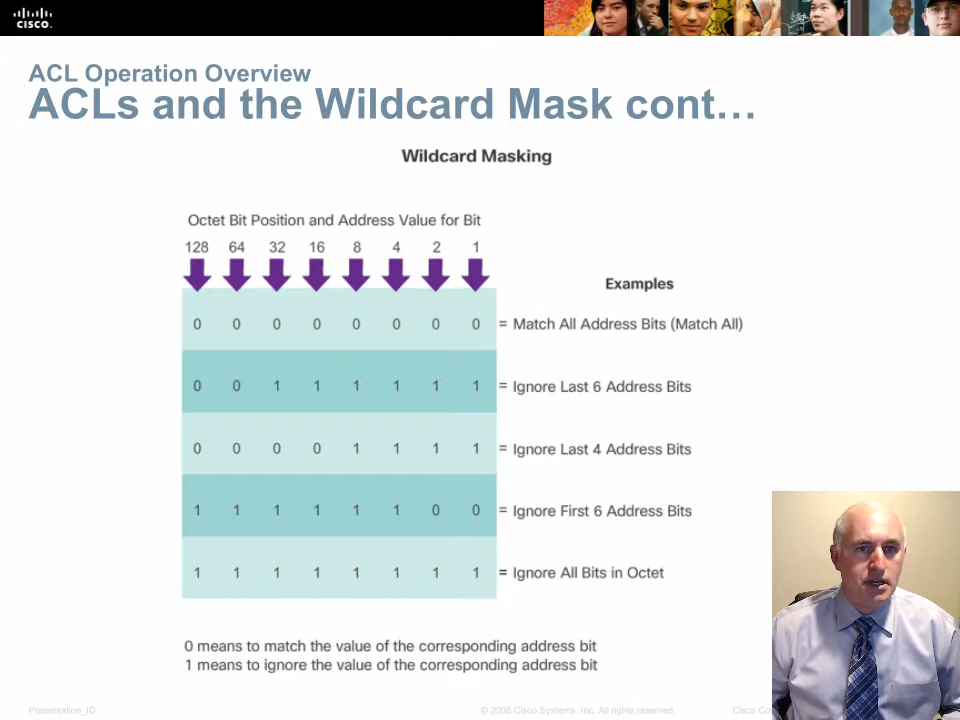 CISCO.
ACL Operation Overview
ACLs and the Wildcard Mask cont…
Wildcard Masking
Octet Bit Position and Address Value for Bit
128 64 32 16 8 4 2 1
Examples
0 0 0 0 0 0 0 0 = Match All Address Bits (Match All)
0 0 1 1 1 1 1 1 = Ignore Last 6 Address Bits
0 0 0 0 1 1 1 1 = Ignore Last 4 Address Bits
1 1 1 1 1 1 0 0 = Ignore First 6 Address Bits
1 1 1 1 1 1 1 1 = Ignore All Bits in Octet
0 means to match the value of the corresponding address bit
1 means to ignore the value of the corresponding address bit
Presentation_ID
© 2008 Cisco Systems, Inc. All rights reserved.
Cisco